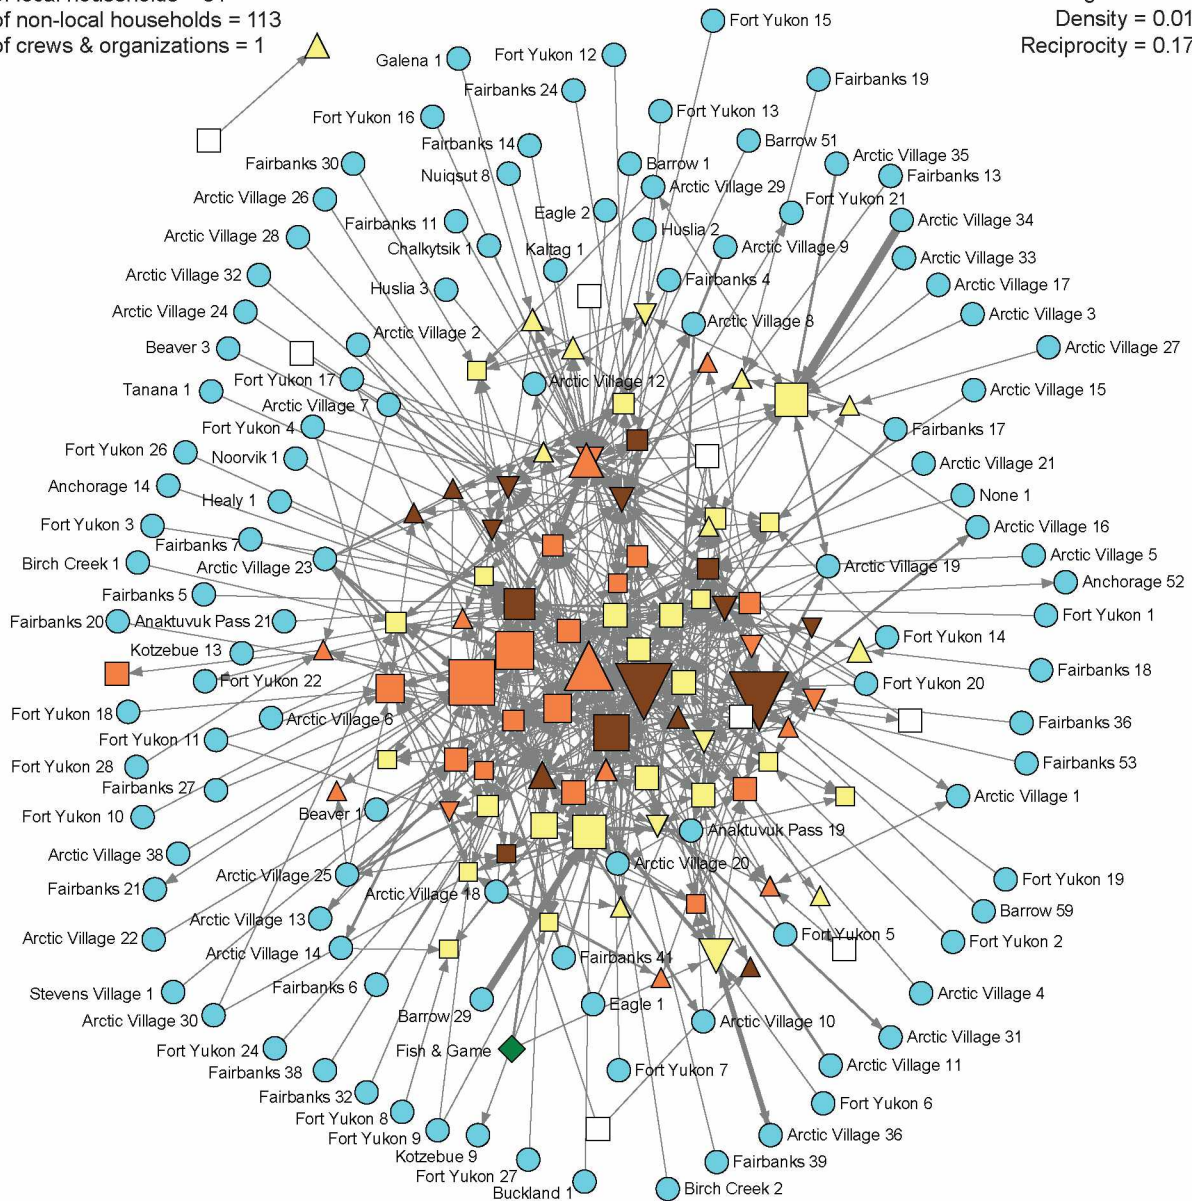 of non-local households = 113
of crews & organizations = 1
Density = 0.01
Reciprocity = 0.17
Fort Yukon 15
Galena 1
Fort Yukon 12
Fairbanks 19
Fairbanks 24
Fort Yukon 16
Fort Yukon 13
Fairbanks 14
Barrow 51
Fairbanks 30
Nuiqsut 8
Barrow 1
Arctic Village 35
Fairbanks 13
Arctic Village 26
Arctic Village 29
Fort Yukon 21
Fairbanks 11
Eagle 2
Huslia 2
Arctic Village 34
Arctic Village 28
Chalkytsik 1
Kaltag 1
Arctic Village 9
Arctic Village 33
Arctic Village 32
Huslia 3
Fairbanks 4
Arctic Village 17
Arctic Village 24
Arctic Village 2
Arctic Village 8
Arctic Village 3
Beaver 3
Arctic Village 27
Tanana 1
Fort Yukon 17
Arctic Village 12
Arctic Village 15
Arctic Village 7
Fort Yukon 4
Fairbanks 17
Fort Yukon 26
Noorvik 1
Arctic Village 21
Anchorage 14
Healy 1
None 1
Fort Yukon 3
Fairbanks 7
Arctic Village 16
Birch Creek 1
Arctic Village 23
Arctic Village 19
Arctic Village 5
Fairbanks 5
Anchorage 52
Fairbanks 20
Anaktuvuk Pass 21
Fort Yukon 1
Kotzebue 13
Fort Yukon 14
Fort Yukon 22
Fairbanks 18
Fort Yukon 20
Fort Yukon 18
Arctic Village 6
Fairbanks 36
Fort Yukon 11
Fort Yukon 28
Fairbanks 53
Fairbanks 27
Arctic Village 1
Fort Yukon 10
Beaver 1
Anaktuvuk Pass 19
Arctic Village 38
Arctic Village 20
Fairbanks 21
Arctic Village 25
Arctic Village 18
Fort Yukon 19
Arctic Village 13
Barrow 59
Arctic Village 22
Arctic Village 14
Fort Yukon 5
Fort Yukon 2
Fairbanks 41
Stevens Village 1
Fairbanks 6
Arctic Village 4
Arctic Village 30
Barrow 29
Eagle 1
Arctic Village 10
Fort Yukon 24
Fish & Game
Arctic Village 31
Fairbanks 38
Fort Yukon 7
Arctic Village 11
Fairbanks 32
Fort Yukon 6
Fort Yukon 8
Fort Yukon 9
Arctic Village 36
Kotzebue 9
Fairbanks 39
Fort Yukon 27
Buckland 1
Birch Creek 2